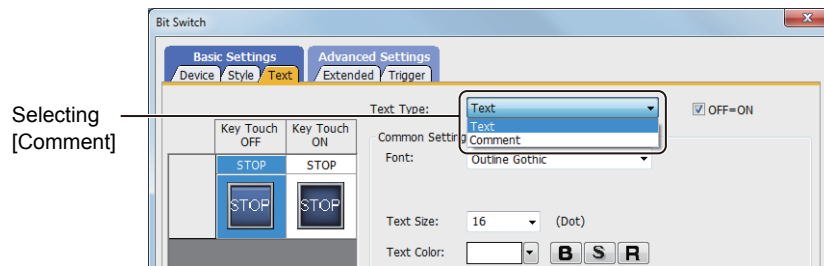 Bit Switch
x
Basic Settings
Advanced Settings
Device
Style
Text
Extended
Trigger
Selecting
[Comment]
Text Type:
Text
OFF=ON
Text
Comment
Key Touch
OFF
Key Touch
ON
STOP
STOP
STOP
STOP
Common Setting
Font:
Outline Gothic
Text Size:
16
(Dot)
Text Color:
B
S
R